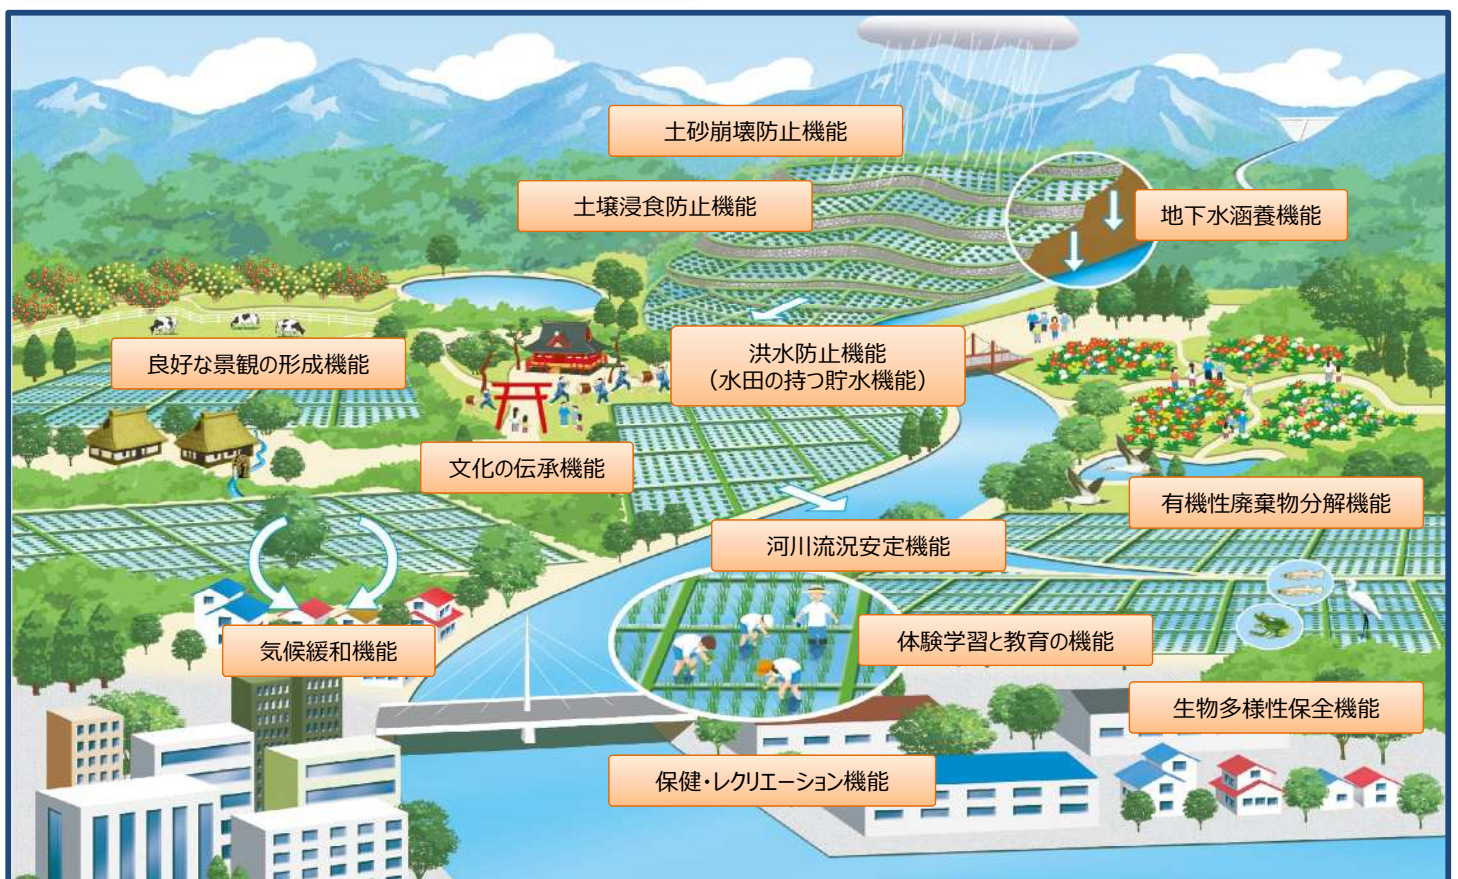 土砂崩壊防止機能
土壌浸食防止機能
地下水涵養機能
良好な景観の形成機能
洪水防止機能
（水田の持つ貯水機能）
文化の伝承機能
有機性廃棄物分解機能
河川流況安定機能
気候緩和機能
体験学習と教育の機能
生物多様性保全機能
保健・レクリエーション機能